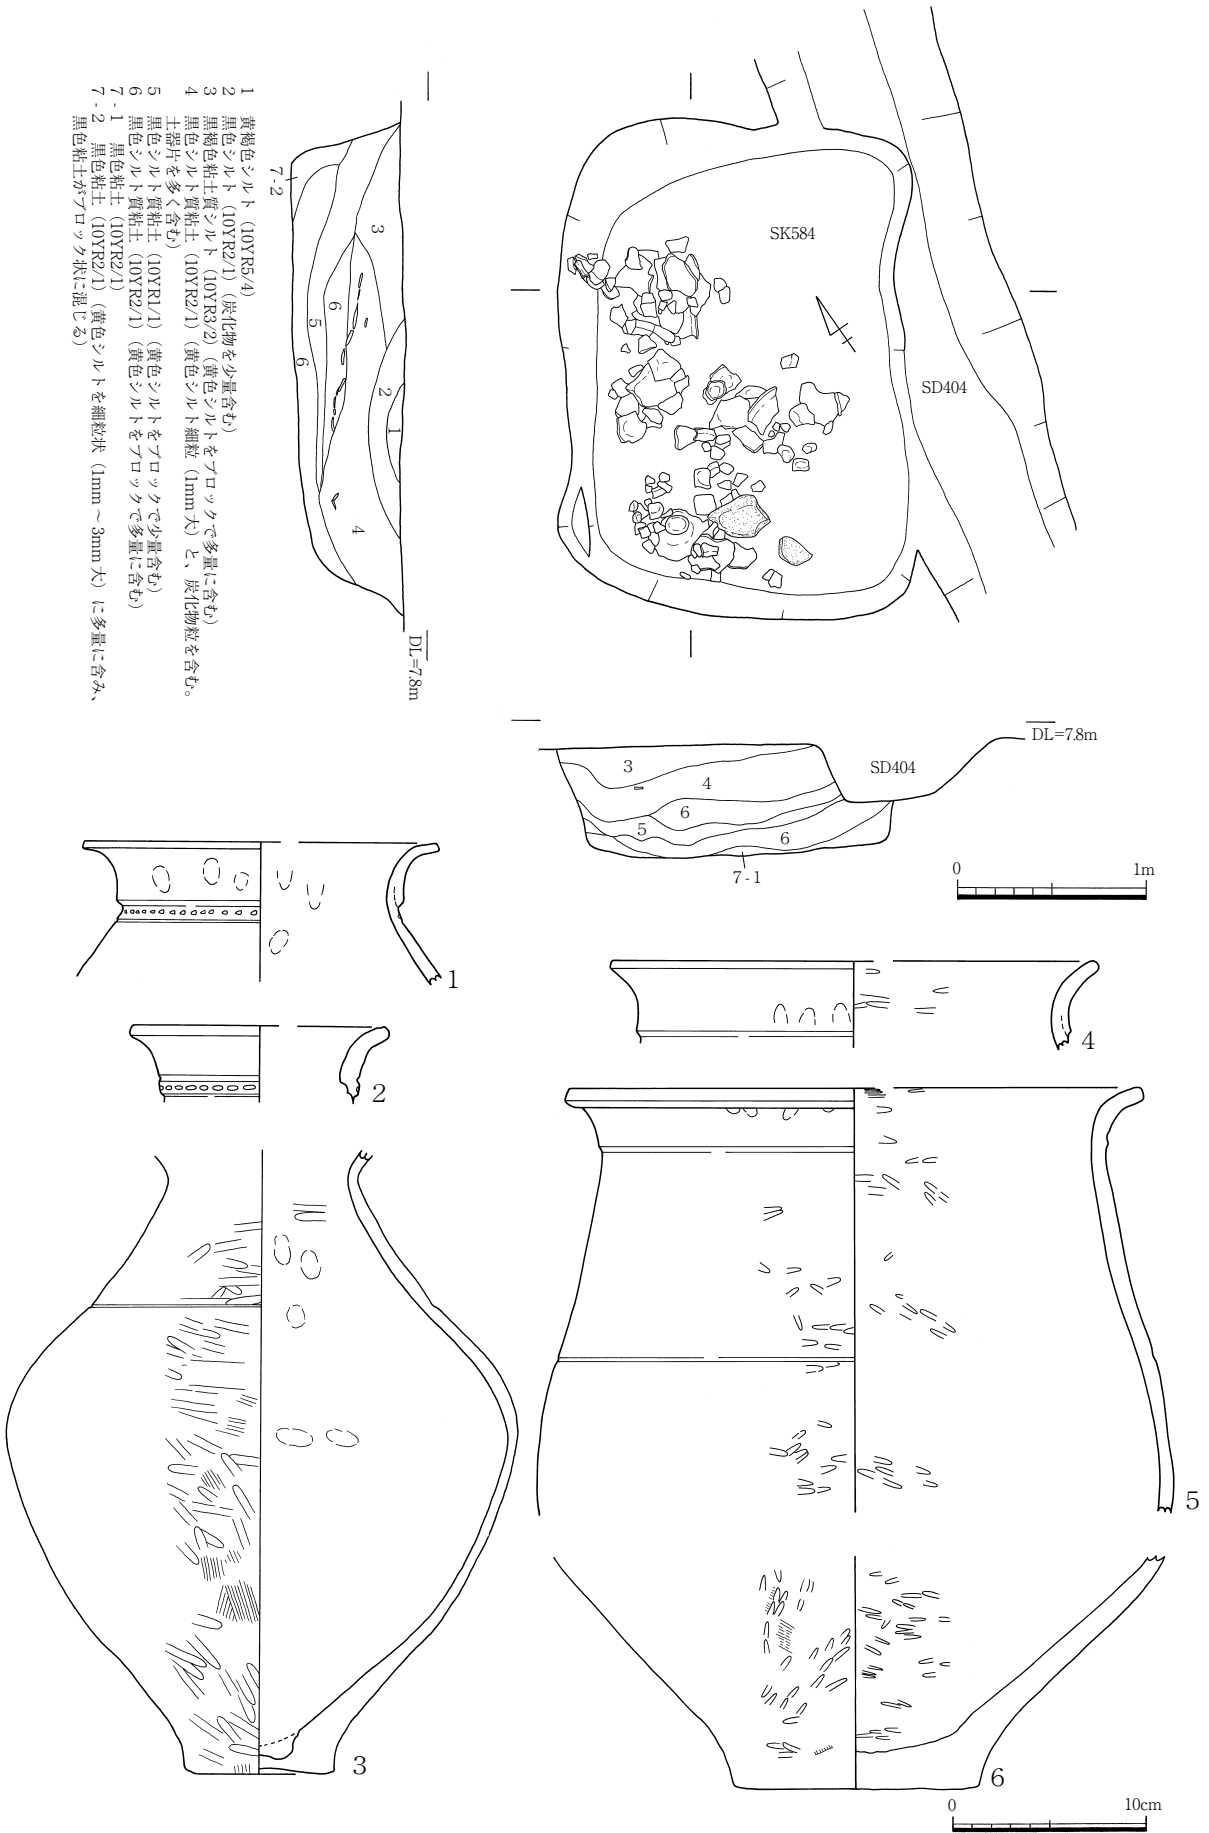 1 黄褐色シルト(10YR5/4)
2 黒色シルト(10YR2/1)(炭化物を少量含む)
3 黒褐色粘土質シルト(10YR3/2)(黄色シルトをブロックで多量に含む)
4 黒色シルト質粘土(10YR2/1)(黄色シルト細粒(1mm大)と、炭化物粒を含む。
土器片を多く含む)
5 黒色シルト質粘土(10YR1/1)(黄色シルトをブロックで少量含む)
6 黒色シルト質粘土(10YR2/1)(黄色シルトをブロックで多量に含む)
7-1 黒色粘土(10YR2/1)
7-2 黒色粘土(10YR2/1)(黄色シルトを細粒状(1mm～3mm大)に多量に含み、
黒色粘土がブロック状に混じる)
7-2
3
6
5
6
2
1
4
DL=7.8m
SK584
SD404
DL=7.8m
SD404
3
4
6
5
6
7-1
0 1m
1
2
3
4
5
6
0 10cm